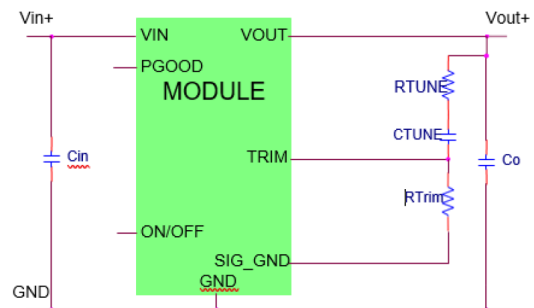 Vin+
Vout+
VIN
VOUT
PGOOD
MODULE
RTUNE
CTUNE
Cin
TRIM
Co
RTrim
ON/OFF
SIG_GND
GND
GND